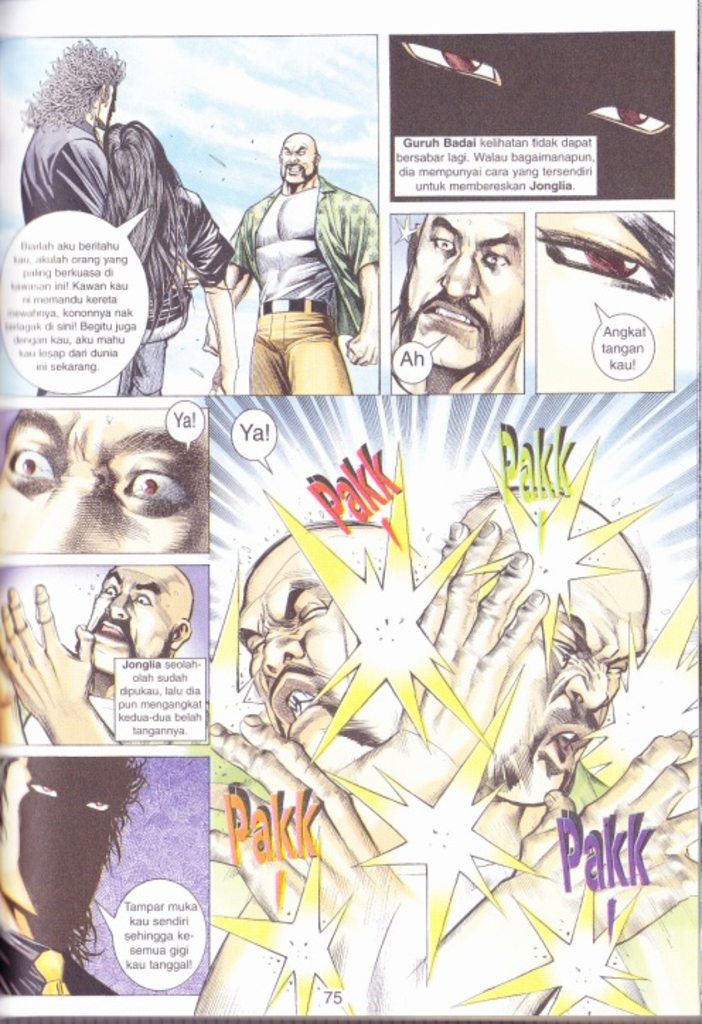 Biarlah aku beritahu
pada kau, akulah orang yang
paling berkuasa di
kawasan ini! Kawan kau
ni memandu kereta
mewahnya, kononnya nak
berlagak di sini! Begitu juga
dengan kau, aku mahu
kau lesap dari dunia
ini sekarang.
Guruh Badai kelihatan tidak dapat
bersabar lagi. Walau bagaimanapun,
dia mempunyai cara yang tersendiri
untuk membereskan Jonglia.
Ah
Angkat
tangan
kau!
Ya!
Ya!
Pakk!
Pakk!
Jonglia seolah-
olah sudah
dipukau, lalu dia
pun mengangkat
kedua-dua belah
tangannya.
Tampar muka
kau sendiri
sehingga ke-
semua gigi
kau tanggal!
Pakk!
Pakk!
75